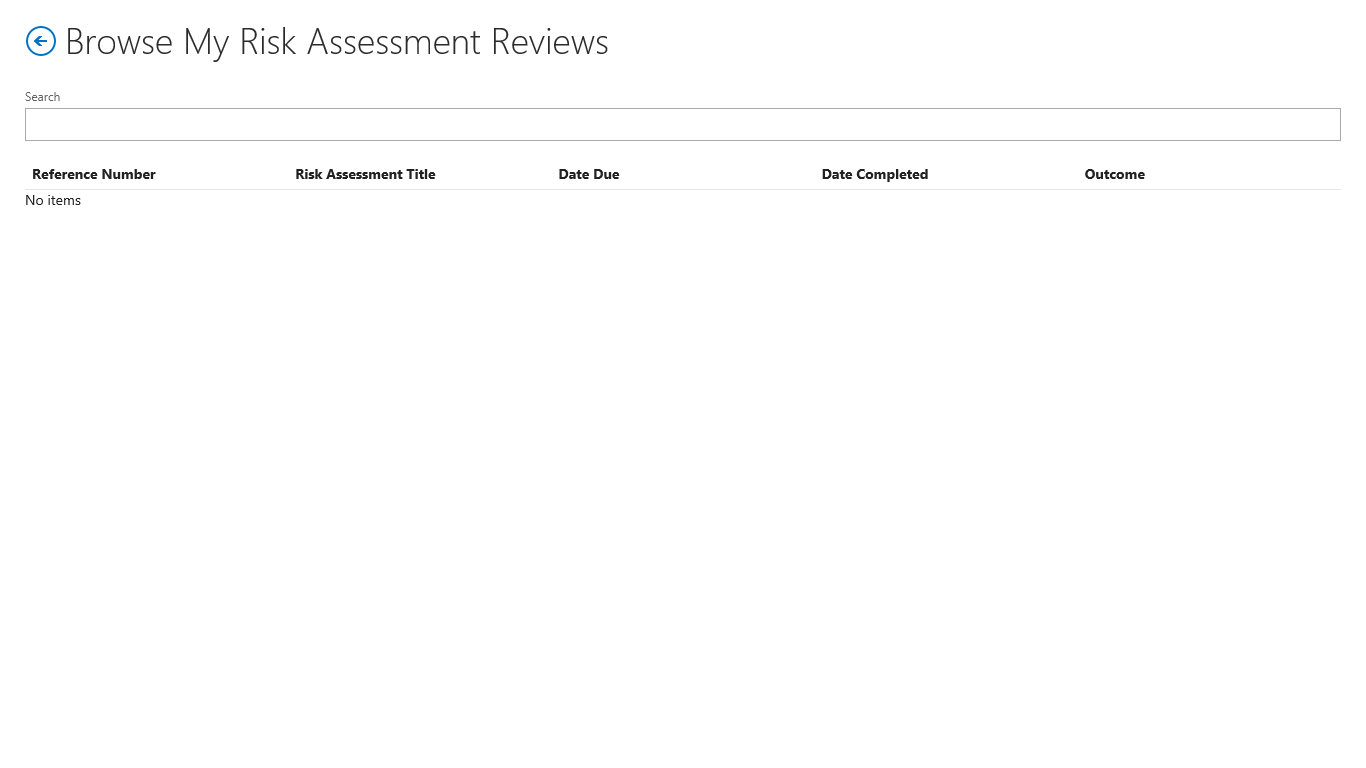 Browse My Risk Assessment Reviews
Search
Reference Number Risk Assessment Title Date Due Date Completed Outcome
No items